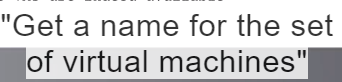 "Get a name for the set
of virtual machines"